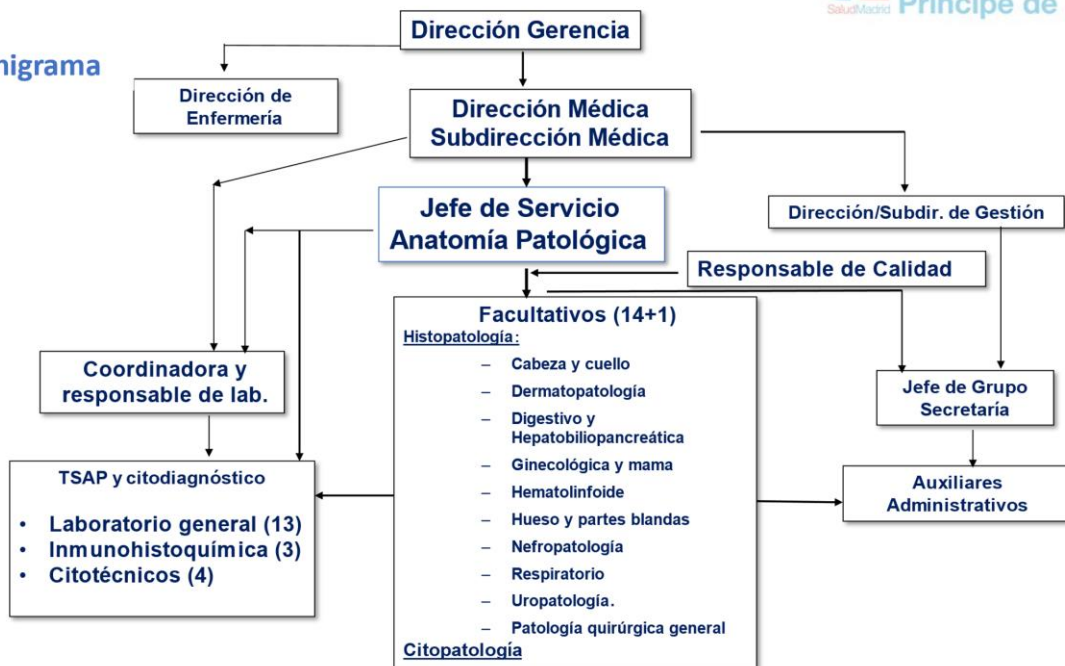 SaludMadrid Príncipe de
nigrama
Dirección Gerencia
Dirección de
Enfermería
Dirección Médica
Subdirección Médica
Jefe de Servicio
Anatomía Patológica
Dirección/Subdir. de Gestión
Responsable de Calidad
Facultativos (14+1)
Histopatología:
– Cabeza y cuello
– Dermatopatología
– Digestivo y
Hepatobiliopancreática
– Ginecológica y mama
– Hematolinfoide
– Hueso y partes blandas
– Nefropatología
– Respiratorio
– Uropatología.
– Patología quirúrgica general
Citopatología
Coordinadora y
responsable de lab.
Jefe de Grupo
Secretaría
TSAP y citodiagnóstico
• Laboratorio general (13)
• Inmunohistoquímica (3)
• Citotécnicos (4)
Auxiliares
Administrativos